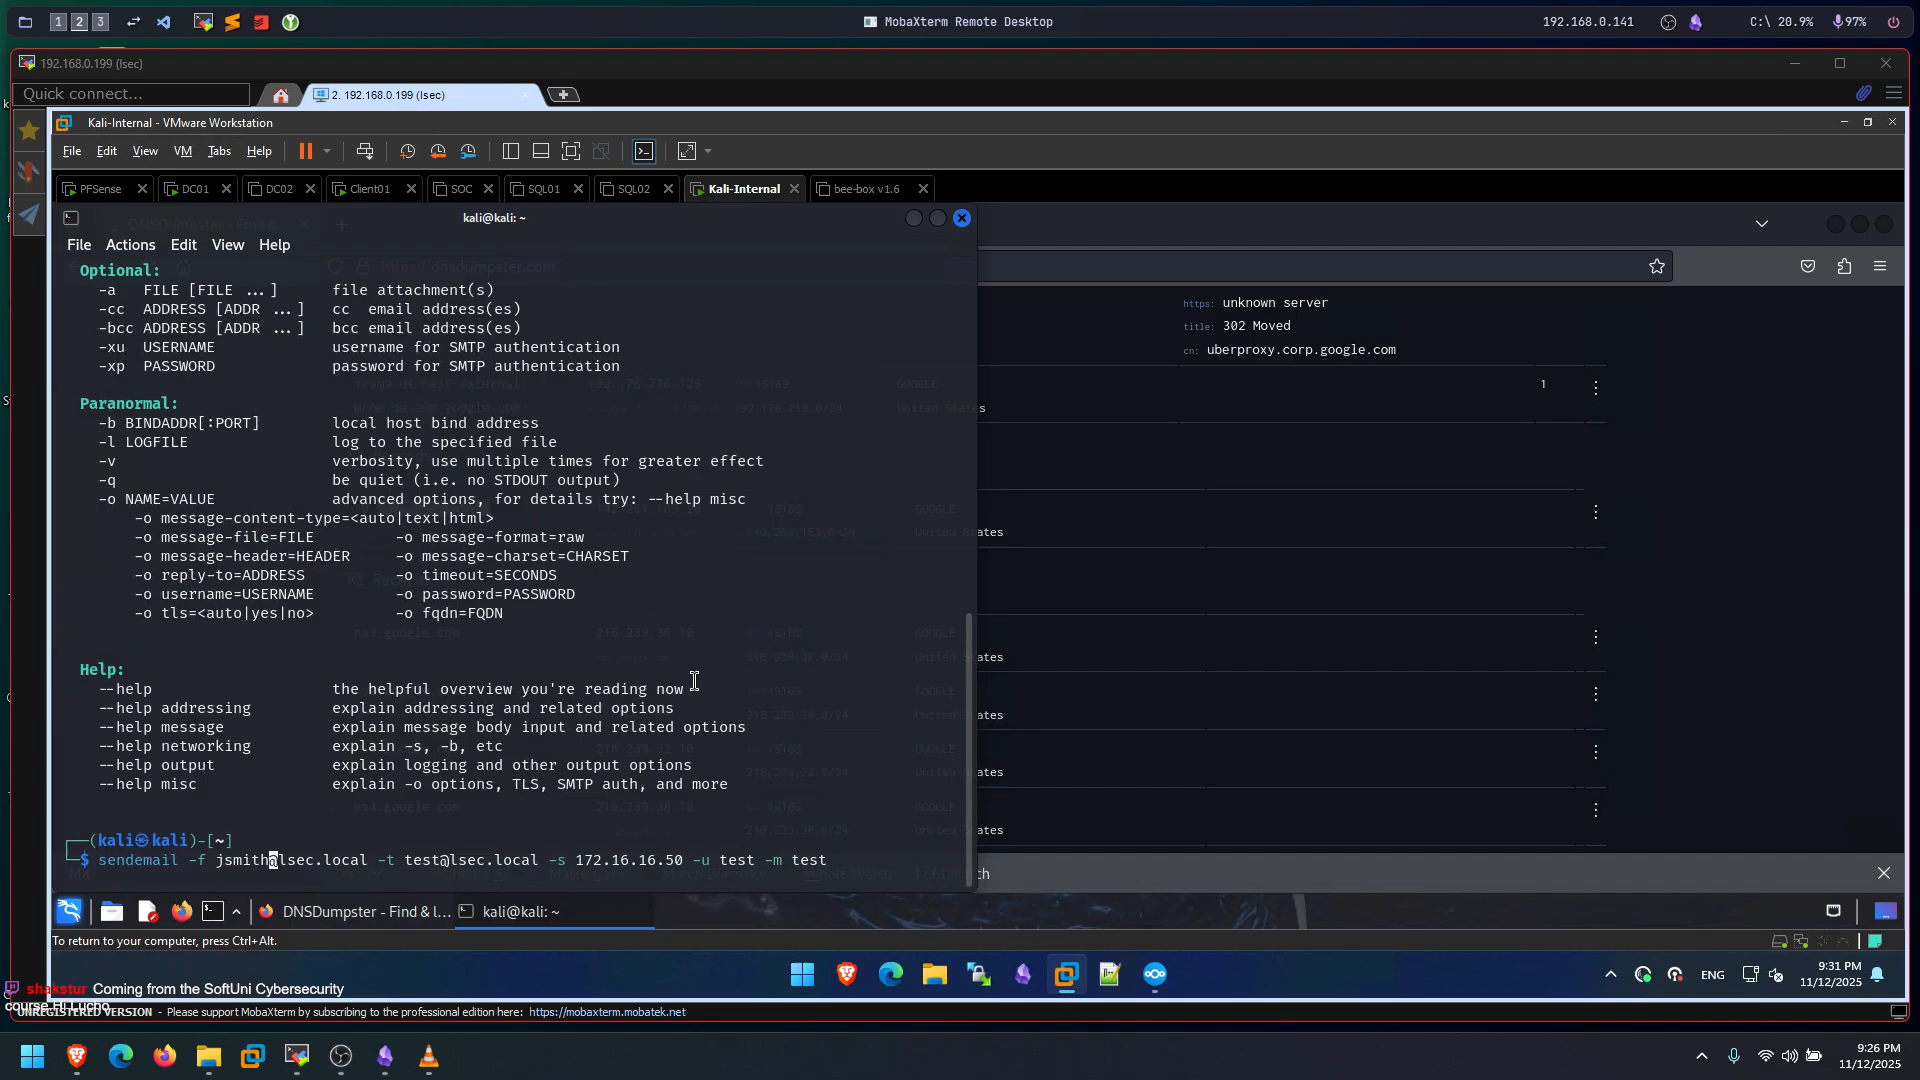 1 2 3
MobaXterm Remote Desktop
192.168.0.141
C:\ 20.9%
97%
192.168.0.199 (lsec)
Quick connect...
2. 192.168.0.199 (lsec)
Kali-Internal - VMware Workstation
File Edit View VM Tabs Help
PFSense DC01 DC02 Client01 SOC SQL01 SQL02 Kali-Internal bee-box v1.6
kali@kali: ~
File Actions Edit View Help
Optional:
-a FILE [FILE ...] file attachment(s)
-cc ADDRESS [ADDR ...] cc email address(es)
-bcc ADDRESS [ADDR ...] bcc email address(es)
-xu USERNAME username for SMTP authentication
-xp PASSWORD password for SMTP authentication
Paranormal:
-b BINDADDR[:PORT] local host bind address
-l LOGFILE log to the specified file
-v verbosity, use multiple times for greater effect
-q be quiet (i.e. no STDOUT output)
-o NAME=VALUE advanced options, for details try: --help misc
-o message-content-type=<auto|text|html>
-o message-file=FILE -o message-format=raw
-o message-header=HEADER -o message-charset=CHARSET
-o reply-to=ADDRESS -o timeout=SECONDS
-o username=USERNAME -o password=PASSWORD
-o tls=<auto|yes|no> -o fqdn=FQDN
Help:
--help the helpful overview you're reading now
--help addressing explain addressing and related options
--help message explain message body input and related options
--help networking explain -s, -b, etc
--help output explain logging and other output options
--help misc explain -o options, TLS, SMTP auth, and more
(kali㉿kali)-[~]
$ sendemail -f jsmith@lsec.local -t test@lsec.local -s 172.16.16.50 -u test -m test
https: unknown server
title: 302 Moved
cn: uberproxy.corp.google.com
1
DNSDumpster - Find & l... kali@kali: ~
To return to your computer, press Ctrl+Alt.
ENG
9:31 PM
11/12/2025
shakstur Coming from the SoftUni Cybersecurity
course.Hi Lucho
UNREGISTERED VERSION - Please support MobaXterm by subscribing to the professional edition here: https://mobaxterm.mobatek.net
9:26 PM
11/12/2025